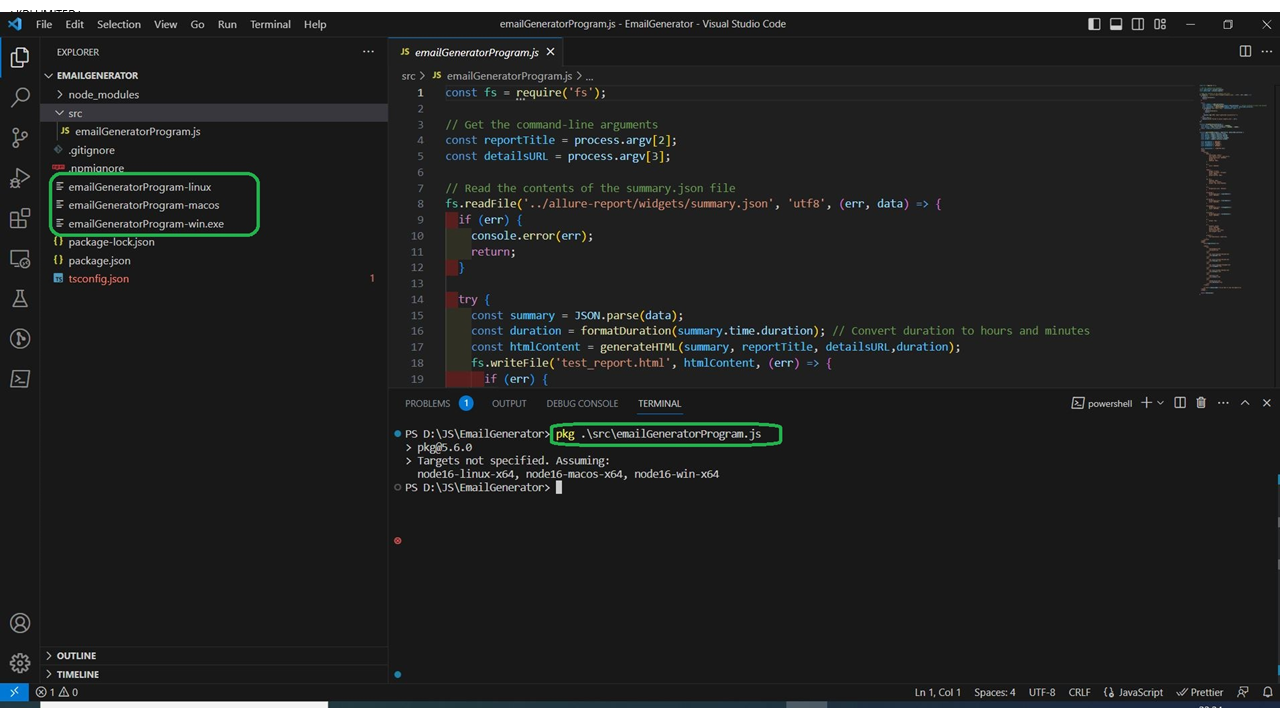 File Edit Selection View Go Run Terminal Help
emailGeneratorProgram.js - EmailGenerator - Visual Studio Code
EXPLORER
EMAILGENERATOR
node_modules
src
JS emailGeneratorProgram.js
.gitignore
.npmignore
emailGeneratorProgram-linux
emailGeneratorProgram-macos
emailGeneratorProgram-win.exe
{} package-lock.json
{} package.json
TS tsconfig.json 1
OUTLINE
TIMELINE
JS emailGeneratorProgram.js
src > JS emailGeneratorProgram.js > ...
1 const fs = require('fs');
2
3 // Get the command-line arguments
4 const reportTitle = process.argv[2];
5 const detailsURL = process.argv[3];
6
7 // Read the contents of the summary.json file
8 fs.readFile('../allure-report/widgets/summary.json', 'utf8', (err, data) => {
9 if (err) {
10 console.error(err);
11 return;
12 }
13
14 try {
15 const summary = JSON.parse(data);
16 const duration = formatDuration(summary.time.duration); // Convert duration to hours and minutes
17 const htmlContent = generateHTML(summary, reportTitle, detailsURL,duration);
18 fs.writeFile('test_report.html', htmlContent, (err) => {
19 if (err) {
PROBLEMS 1 OUTPUT DEBUG CONSOLE TERMINAL
powershell
PS D:\JS\EmailGenerator> pkg .\src\emailGeneratorProgram.js
> pkg@5.6.0
> Targets not specified. Assuming:
node16-linux-x64, node16-macos-x64, node16-win-x64
PS D:\JS\EmailGenerator>
1 0
Ln 1, Col 1 Spaces: 4 UTF-8 CRLF {} JavaScript Prettier